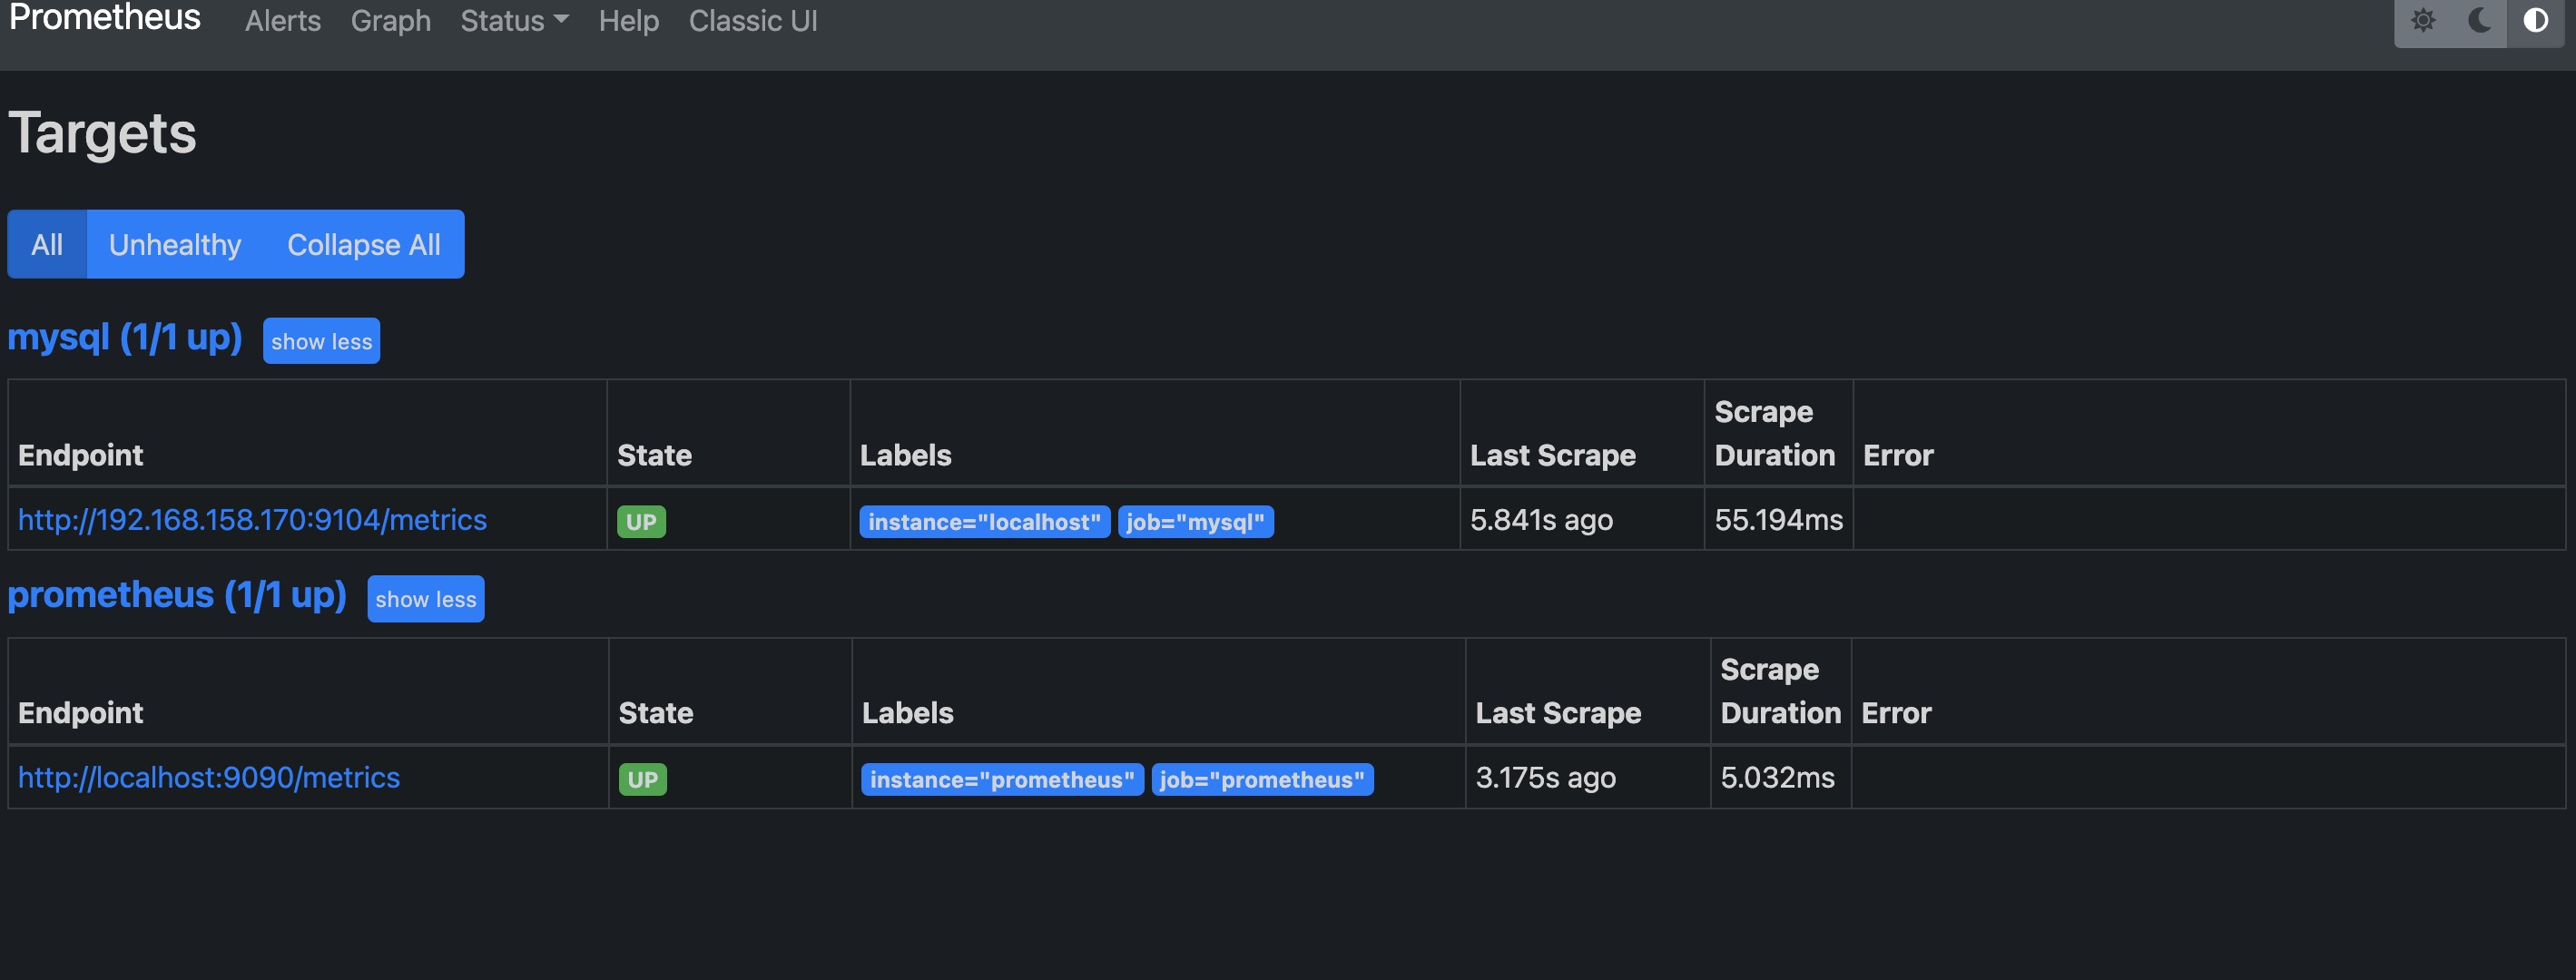 Prometheus Alerts Graph Status Help Classic UI
Targets
All Unhealthy Collapse All
mysql (1/1 up) show less
Endpoint State Labels Last Scrape Scrape Duration Error
http://192.168.158.170:9104/metrics UP instance="localhost" job="mysql" 5.841s ago 55.194ms
prometheus (1/1 up) show less
Endpoint State Labels Last Scrape Scrape Duration Error
http://localhost:9090/metrics UP instance="prometheus" job="prometheus" 3.175s ago 5.032ms